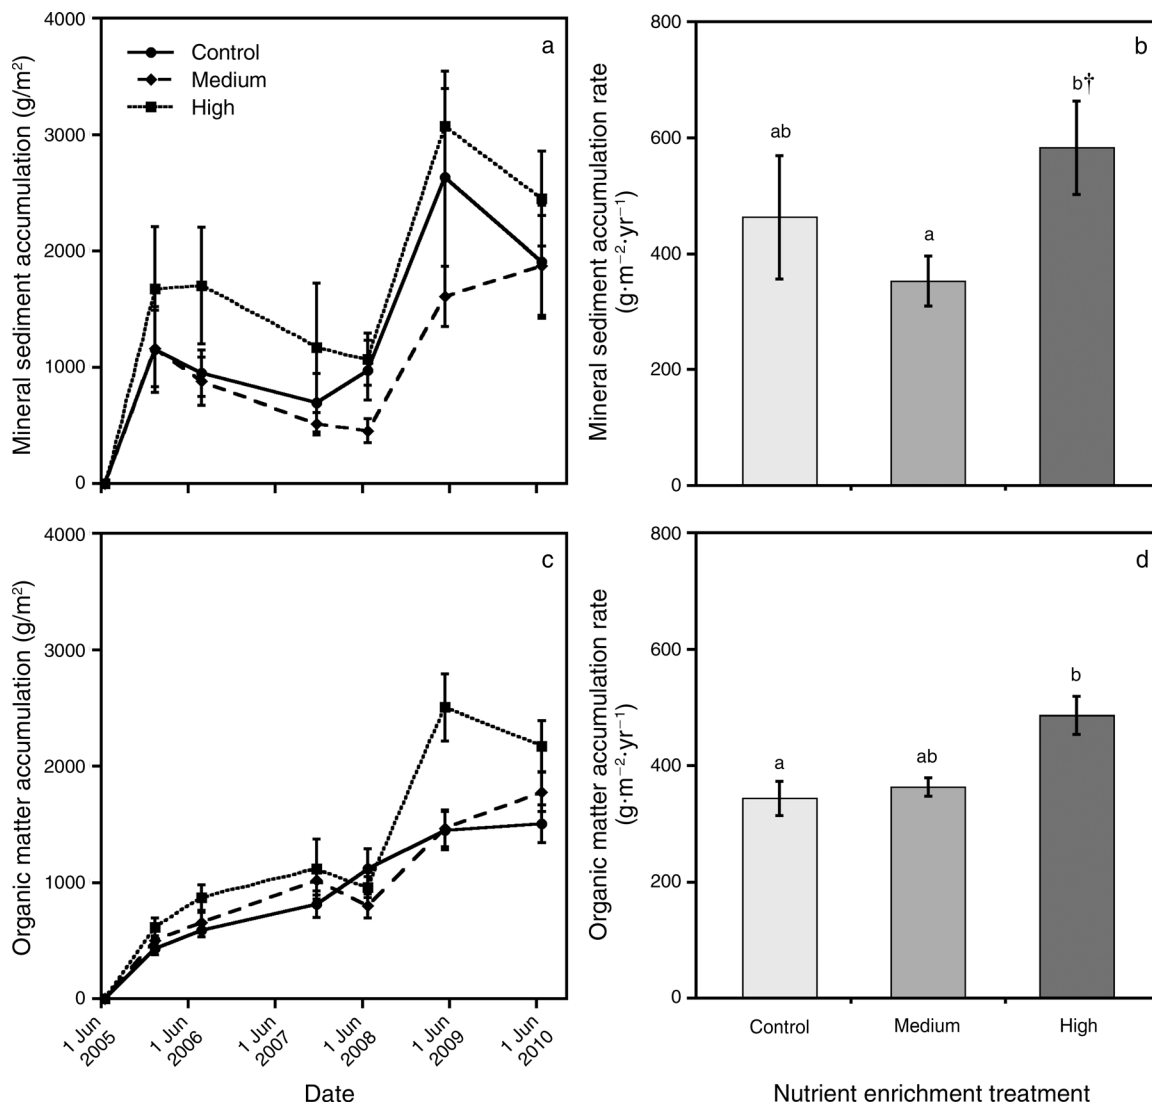 4000
3000
2000
1000
0
Mineral sediment accumulation (g/m²)
Control
Medium
High
a
800
600
400
200
0
Mineral sediment accumulation rate
(g·m⁻²·yr⁻¹)
b
ab
a
b†
4000
3000
2000
1000
0
Organic matter accumulation (g/m²)
c
1 Jun
2005
1 Jun
2006
1 Jun
2007
1 Jun
2008
1 Jun
2009
1 Jun
2010
Date
800
600
400
200
0
Organic matter accumulation rate
(g·m⁻²·yr⁻¹)
d
a
ab
b
Control
Medium
High
Nutrient enrichment treatment